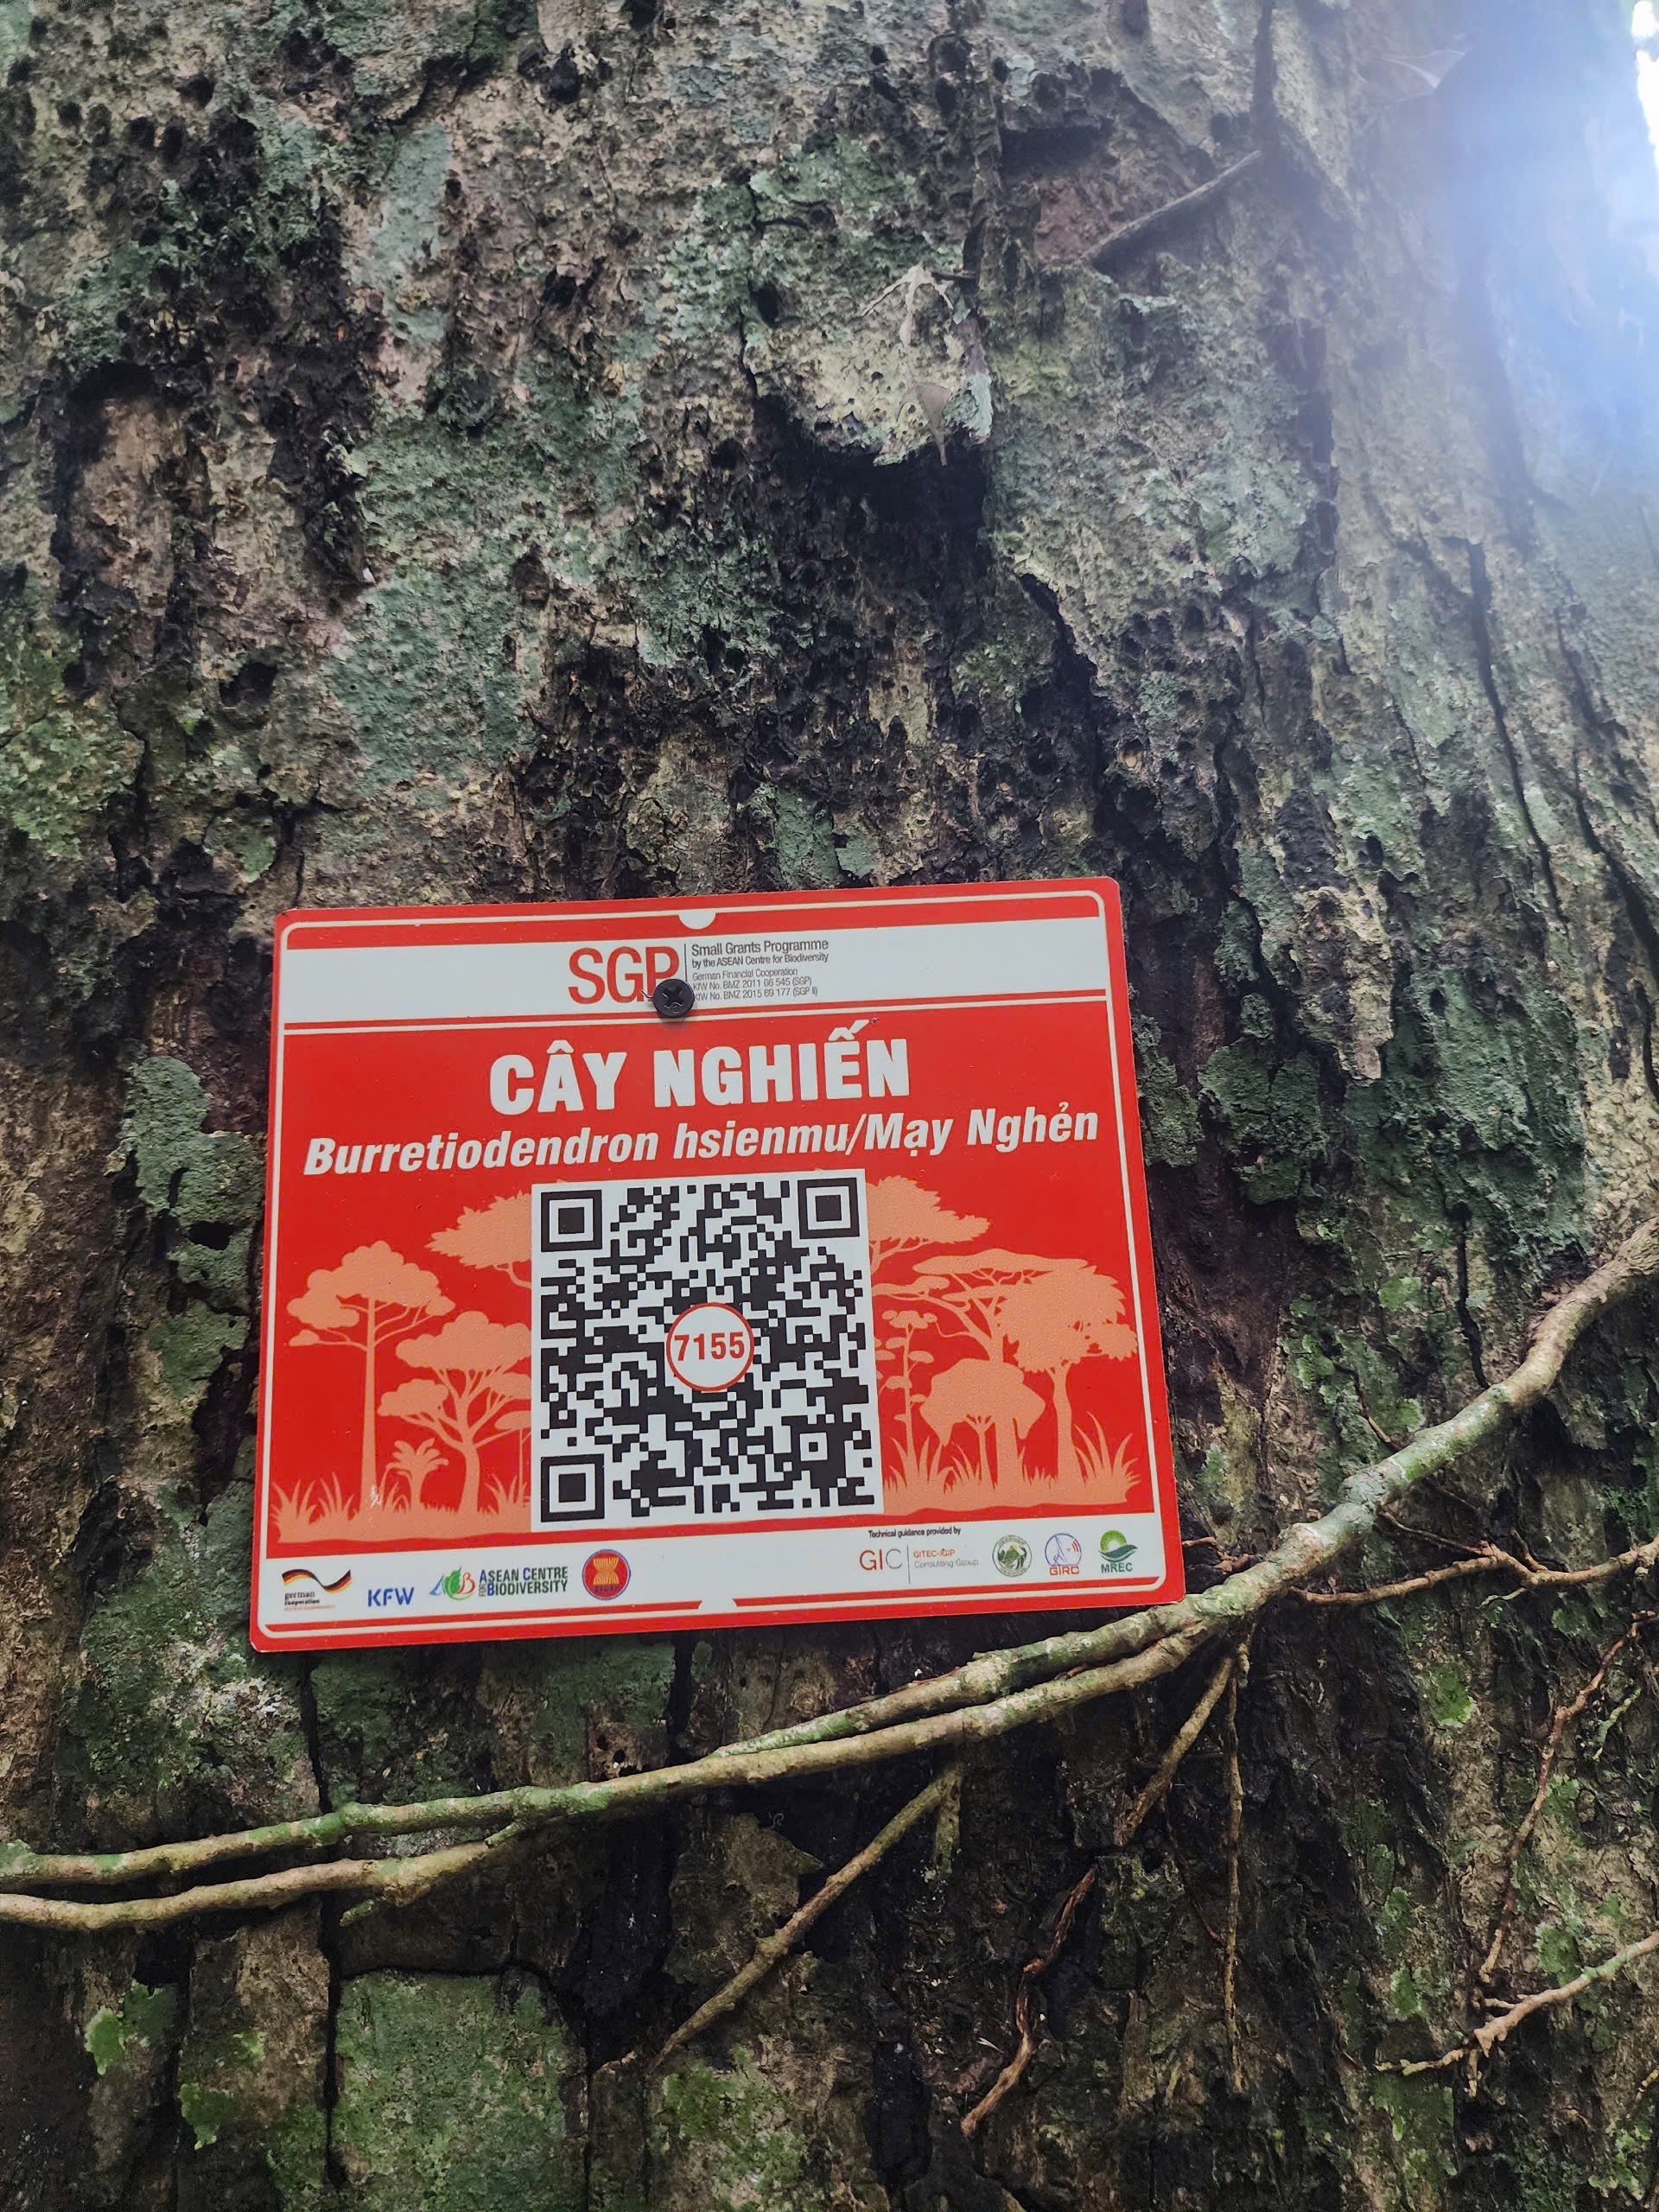 SGP
Small Grants Programme
by the ASEAN Centre for Biodiversity
German Financial Cooperation
KfW No. BMZ 2011 66 545 (SGP)
KfW No. BMZ 2015 69 177 (SGP II)
CÂY NGHIẾN
Burretiodendron hsienmu/Mạy Nghẻn
7155
Technical guidance provided by
german
cooperation
KFW
ASEAN CENTRE
FOR BIODIVERSITY
GIC
GITEC-IGIP
Consulting Group
GIRC
MREC